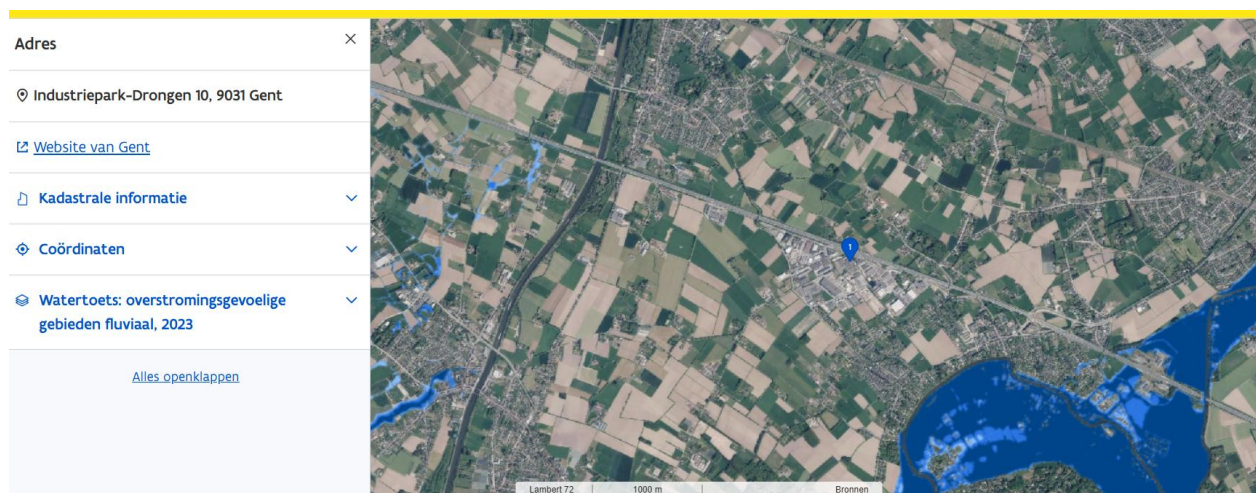 Adres
Industriepark-Drongen 10, 9031 Gent
Website van Gent
Kadastrale informatie
Coördinaten
Watertoets: overstromingsgevoelige
gebieden fluviaal, 2023
Alles openklappen
1
Lambert 72
1000 m
Bronnen